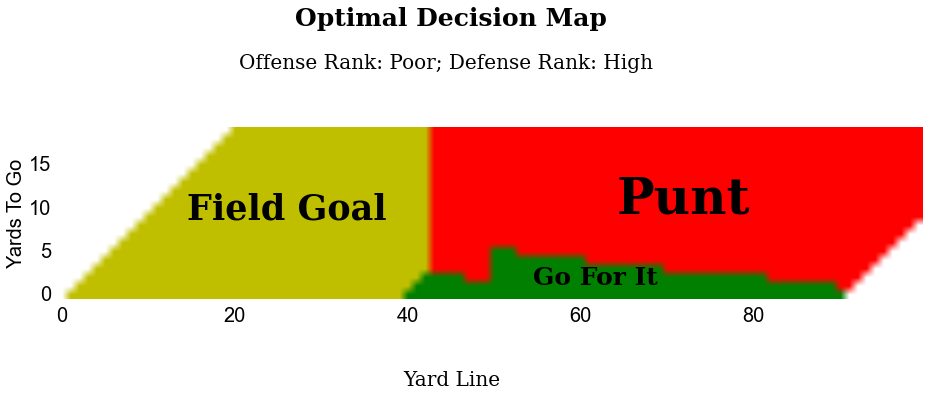 Optimal Decision Map
Offense Rank: Poor; Defense Rank: High
Yards To Go
15
10
5
0
Field Goal
Punt
Go For It
0 20 40 60 80
Yard Line